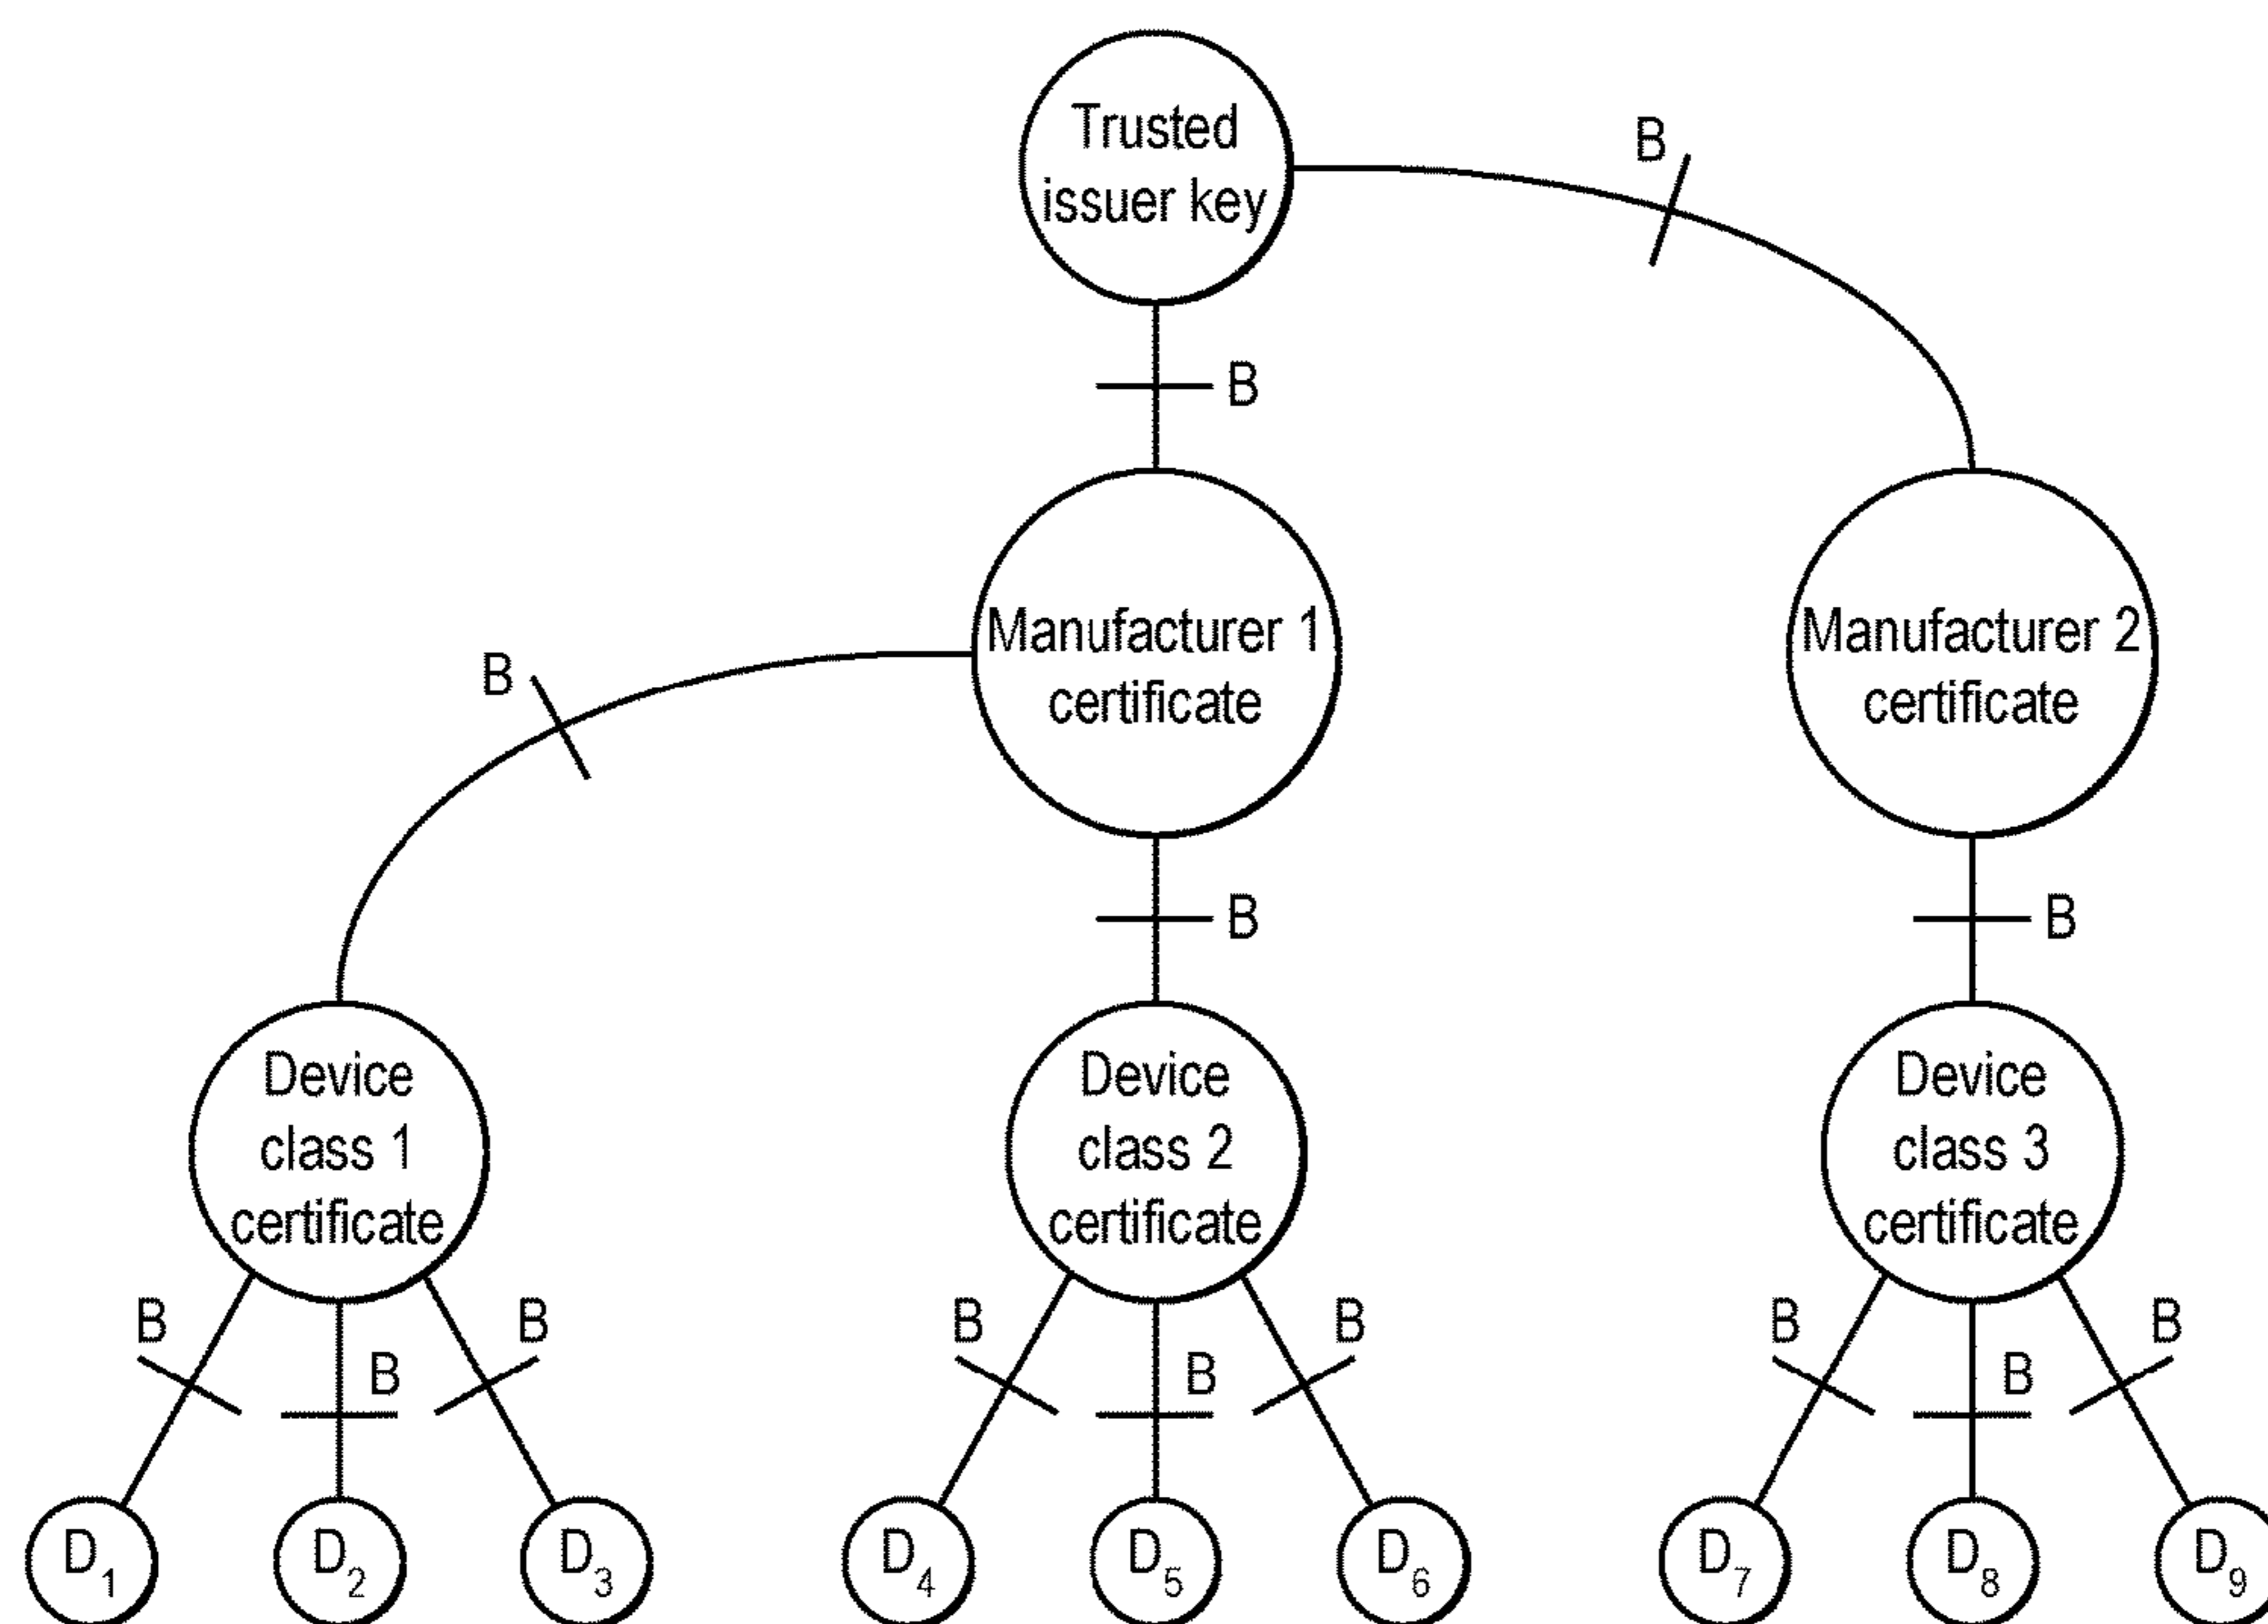 Trusted
issuer key
B
B
Manufacturer 1
certificate
Manufacturer 2
certificate
B
B
B
Device
class 1
certificate
Device
class 2
certificate
Device
class 3
certificate
B
B
B
B
B
B
B
B
B
D1
D2
D3
D4
D5
D6
D7
D8
D9